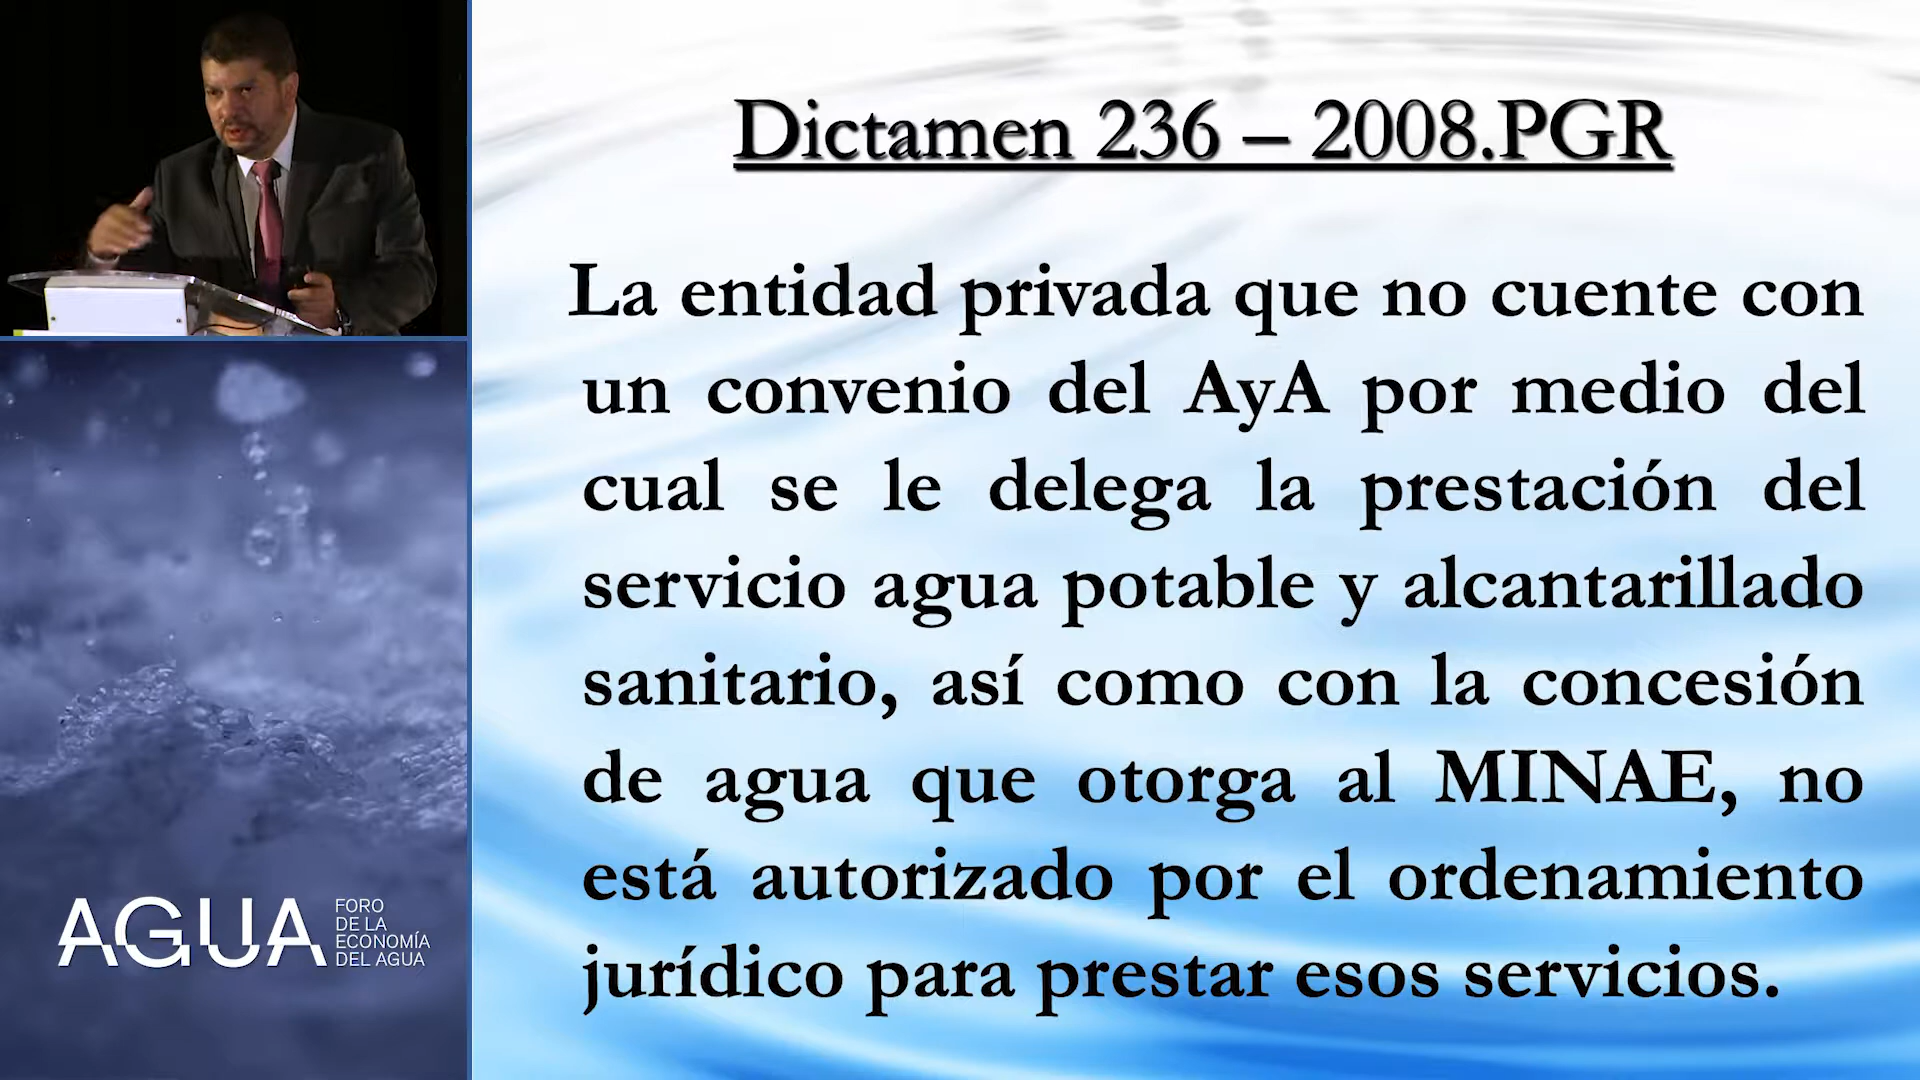 Dictamen 236 – 2008.PGR
La entidad privada que no cuente con
un convenio del AyA por medio del
cual se le delega la prestación del
servicio agua potable y alcantarillado
sanitario, así como con la concesión
de agua que otorga al MINAE, no
está autorizado por el ordenamiento
jurídico para prestar esos servicios.
AGUA
FORO
DE LA
ECONOMÍA
DEL AGUA